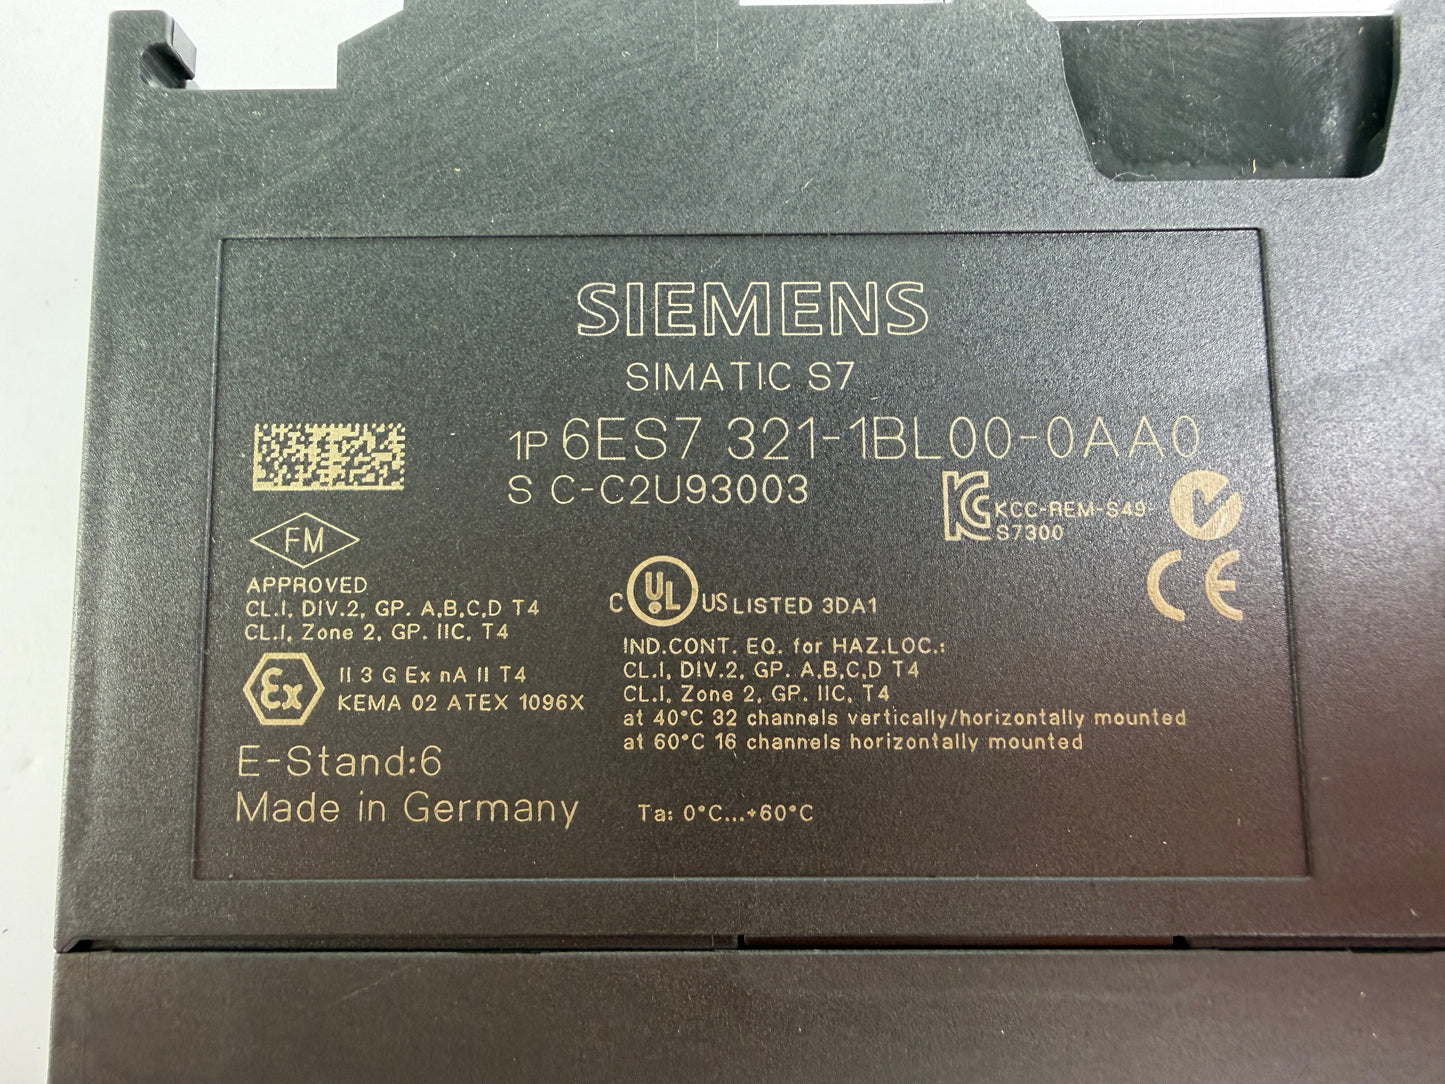 SIEMENS
SIMATIC S7
1P 6ES7 321-1BL00-0AA0
S C-C2U93003
KCC-REM-S49-
S7300
FM
APPROVED
CL.I, DIV.2, GP. A,B,C,D T4
CL.I, Zone 2, GP. IIC, T4
Ex
II 3 G Ex nA II T4
KEMA 02 ATEX 1096X
E-Stand:6
Made in Germany
C UL US LISTED 3DA1
IND.CONT. EQ. for HAZ.LOC.:
CL.I, DIV.2, GP. A,B,C,D T4
CL.I, Zone 2, GP. IIC, T4
at 40°C 32 channels vertically/horizontally mounted
at 60°C 16 channels horizontally mounted
Ta: 0°C...+60°C
CE